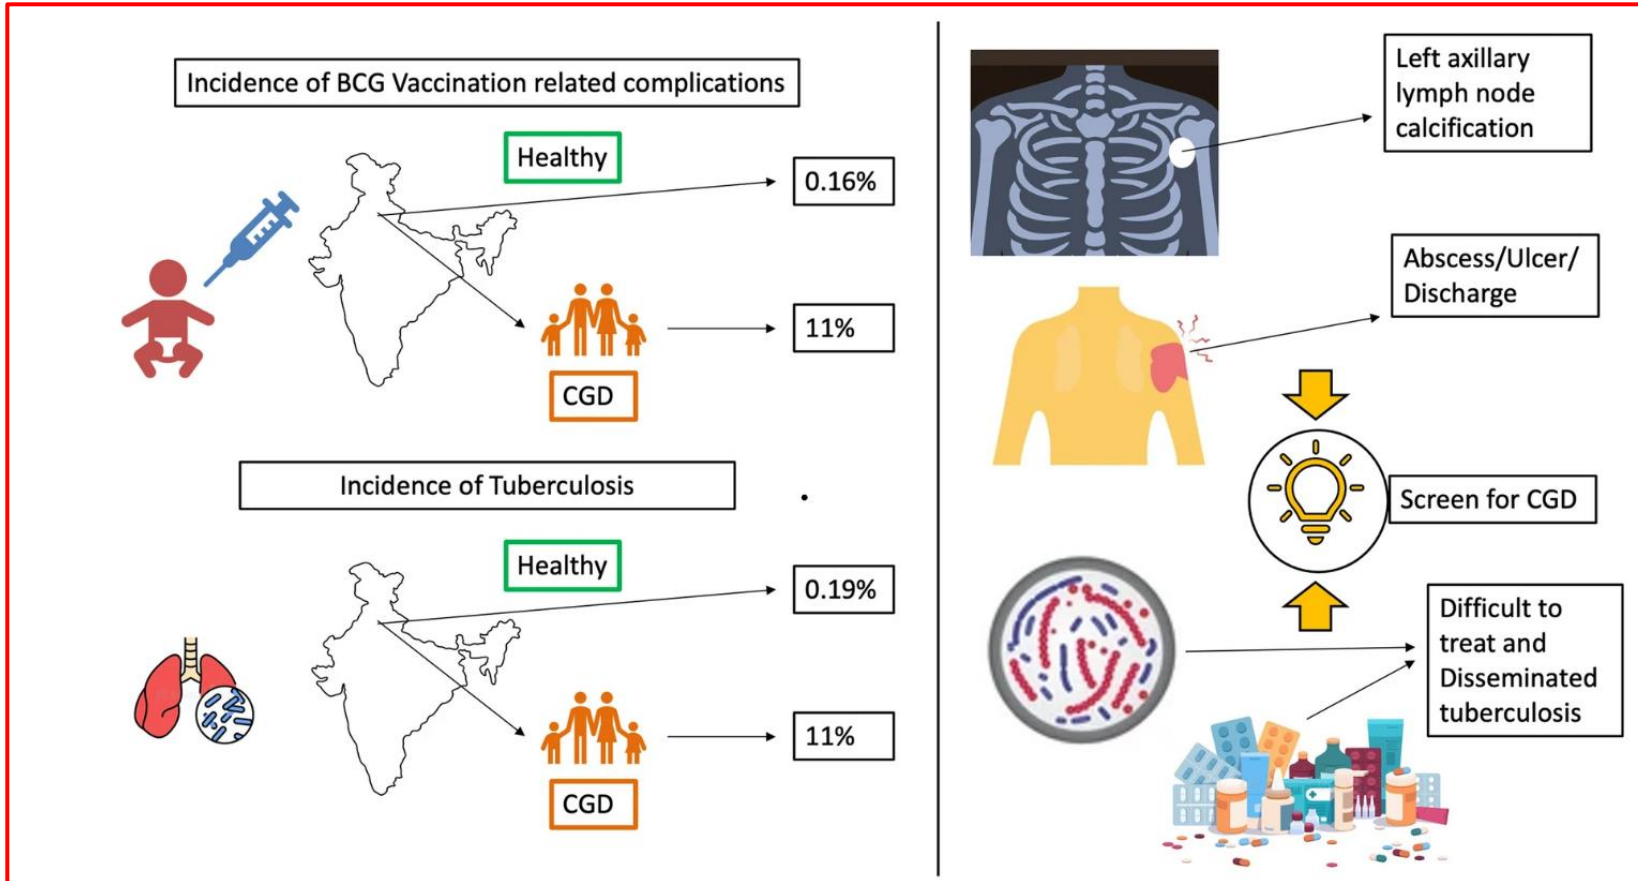 Incidence of BCG Vaccination related complications
Healthy
0.16%
11%
CGD
Incidence of Tuberculosis
Healthy
0.19%
11%
CGD
Left axillary
lymph node
calcification
Abscess/Ulcer/
Discharge
Screen for CGD
Difficult to
treat and
Disseminated
tuberculosis